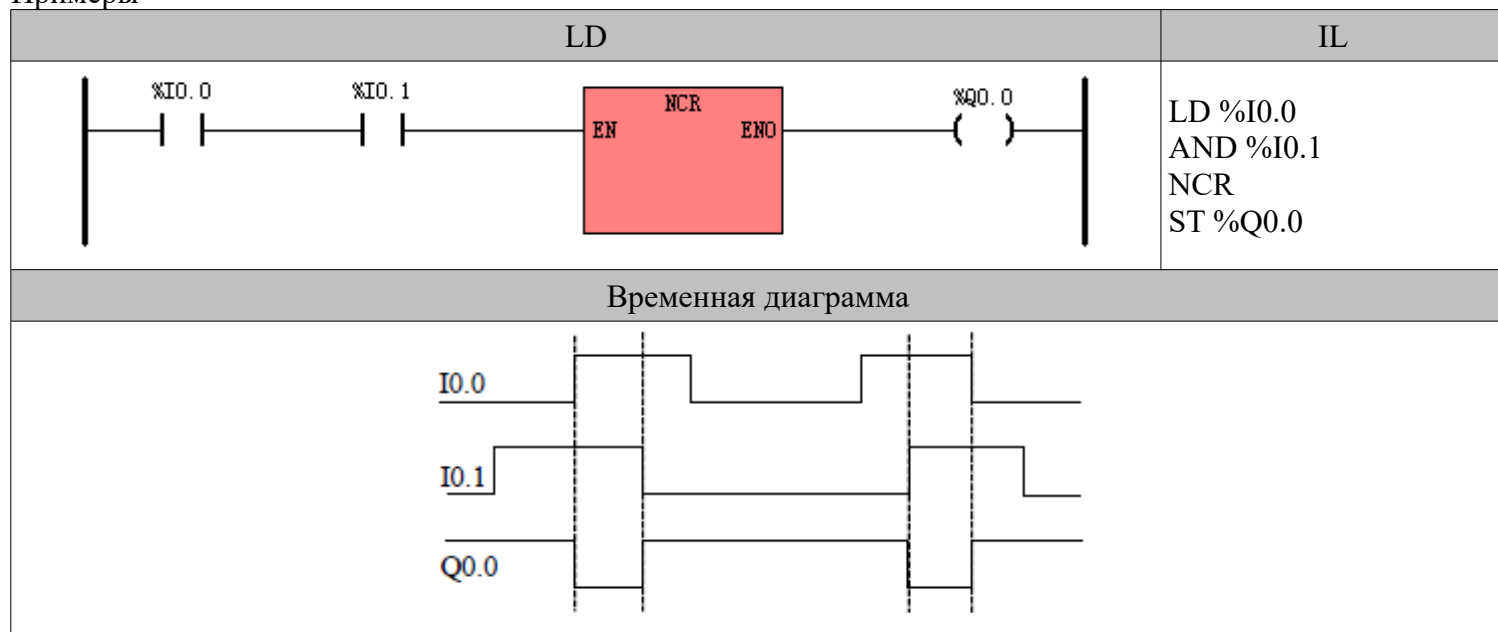 Примеры
LD IL
%I0.0 %I0.1 NCR %Q0.0
EN ENO
LD %I0.0
AND %I0.1
NCR
ST %Q0.0
Временная диаграмма
I0.0
I0.1
Q0.0